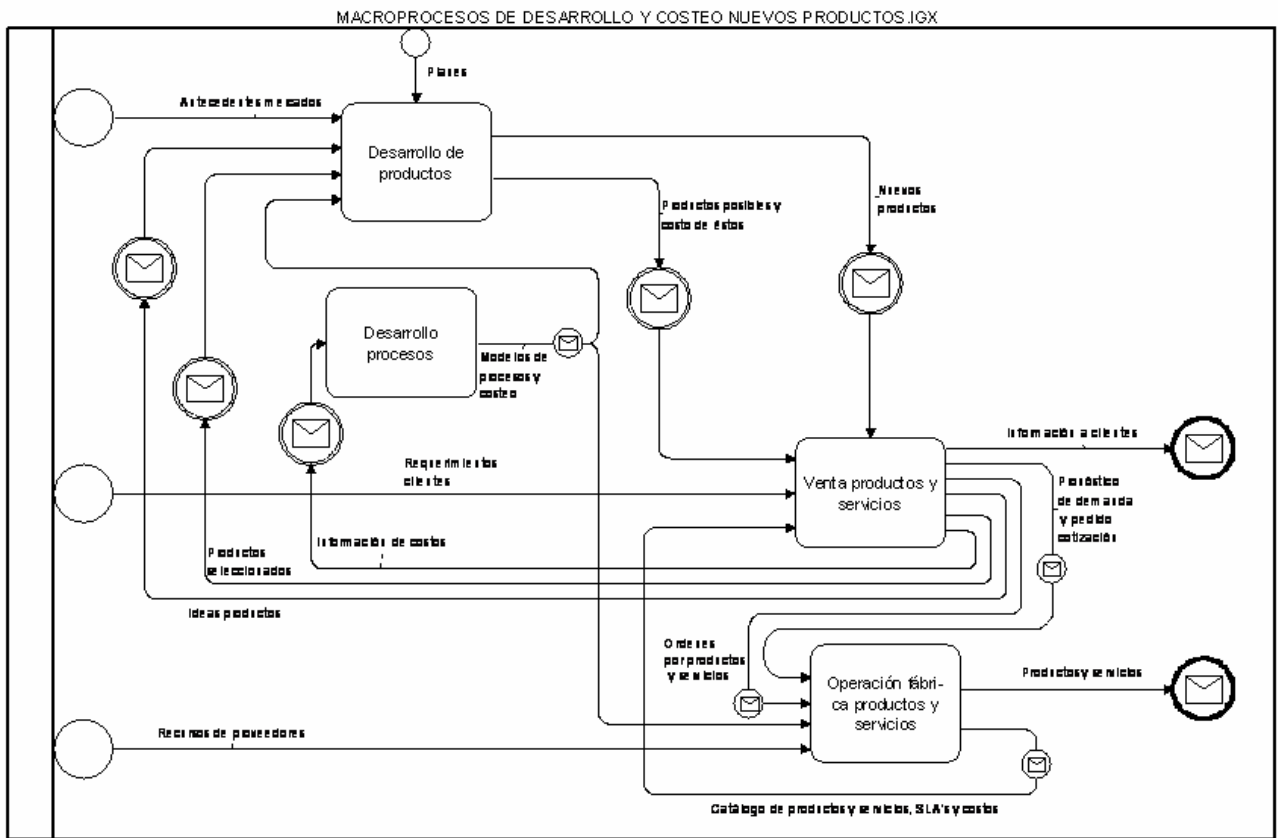 MACROPROCESOS DE DESARROLLO Y COSTEO NUEVOS PRODUCTOS.IGX
Planes
Antecedentes mercados
Desarrollo de
productos
Nuevos
productos
Productos posibles y
costo de éstos
Desarrollo
procesos
Modelos de
procesos y
costeo
Información a clientes
Requerimientos
clientes
Venta productos y
servicios
Pronóstico
de demanda
y pedido
cotización
Información de costos
Productos
seleccionados
Ideas productos
Ordenes
por productos
y servicios
Operación fábri-
ca productos y
servicios
Productos y servicios
Recursos de proveedores
Catálogo de productos y servicios, SLA's y costos